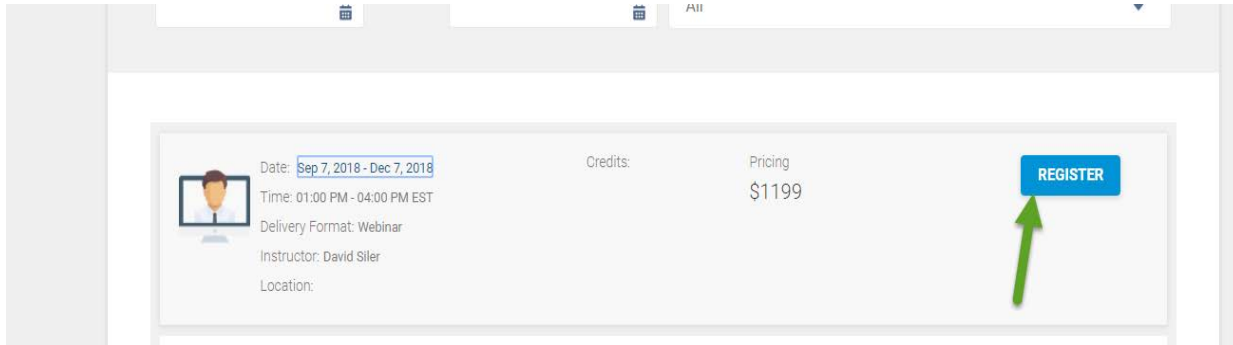 All
Date: Sep 7, 2018 - Dec 7, 2018
Credits:
Pricing
REGISTER
Time: 01:00 PM - 04:00 PM EST
$1199
Delivery Format: Webinar
Instructor: David Siler
Location: